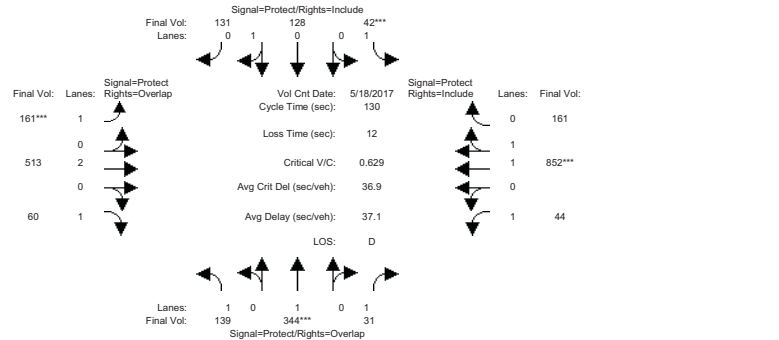 Signal=Protect/Rights=Include
Final Vol: 131 128 42***
Lanes: 0 1 0 0 1
Signal=Protect Signal=Protect
Final Vol: Lanes: Rights=Overlap Vol Cnt Date: 5/18/2017 Rights=Include Lanes: Final Vol:
Cycle Time (sec): 130
161*** 1 0 161
Loss Time (sec): 12
0 1
513 2 Critical V/C: 0.629 1 852***
0 Avg Crit Del (sec/veh): 36.9 0
60 1 Avg Delay (sec/veh): 37.1 1 44
LOS: D
Lanes: 1 0 1 0 1
Final Vol: 139 344*** 31
Signal=Protect/Rights=Overlap